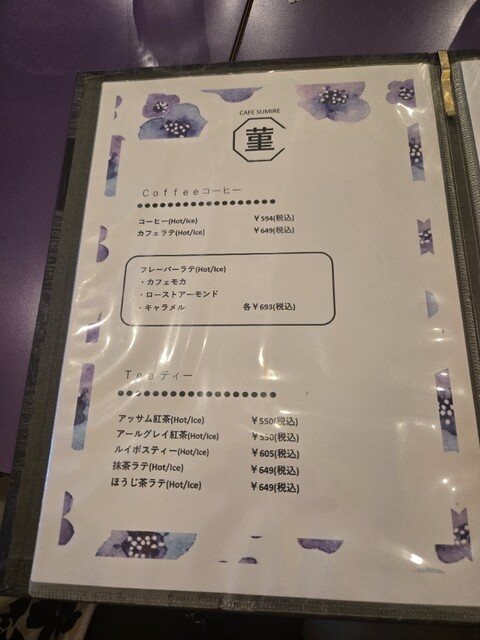 CAFE SUMIRE
菫
Coffeeコーヒー
コーヒー(Hot/Ice) ¥594(税込)
カフェラテ(Hot/Ice) ¥649(税込)
フレーバーラテ(Hot/Ice)
・カフェモカ
・ローストアーモンド
・キャラメル 各¥693(税込)
Teaティー
アッサム紅茶(Hot/Ice) ¥550(税込)
アールグレイ紅茶(Hot/Ice) ¥550(税込)
ルイボスティー(Hot/Ice) ¥605(税込)
抹茶ラテ(Hot/Ice) ¥649(税込)
ほうじ茶ラテ(Hot/Ice) ¥649(税込)